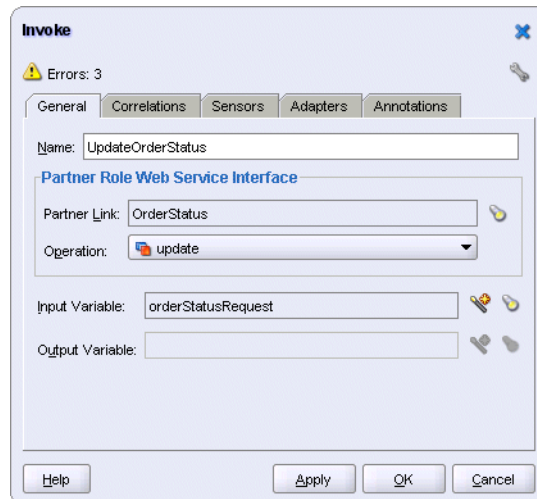 Invoke
Errors: 3
General Correlations Sensors Adapters Annotations
Name: UpdateOrderStatus
Partner Role Web Service Interface
Partner Link: OrderStatus
Operation: update
Input Variable: orderStatusRequest
Output Variable:
Help Apply OK Cancel